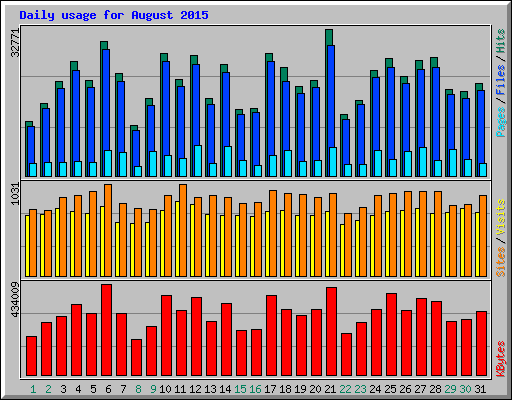 Daily usage for August 2015
32771
Pages / Files / Hits
1031
Sites / Visits
434009
KBytes
1 2 3 4 5 6 7 8 9 10 11 12 13 14 15 16 17 18 19 20 21 22 23 24 25 26 27 28 29 30 31